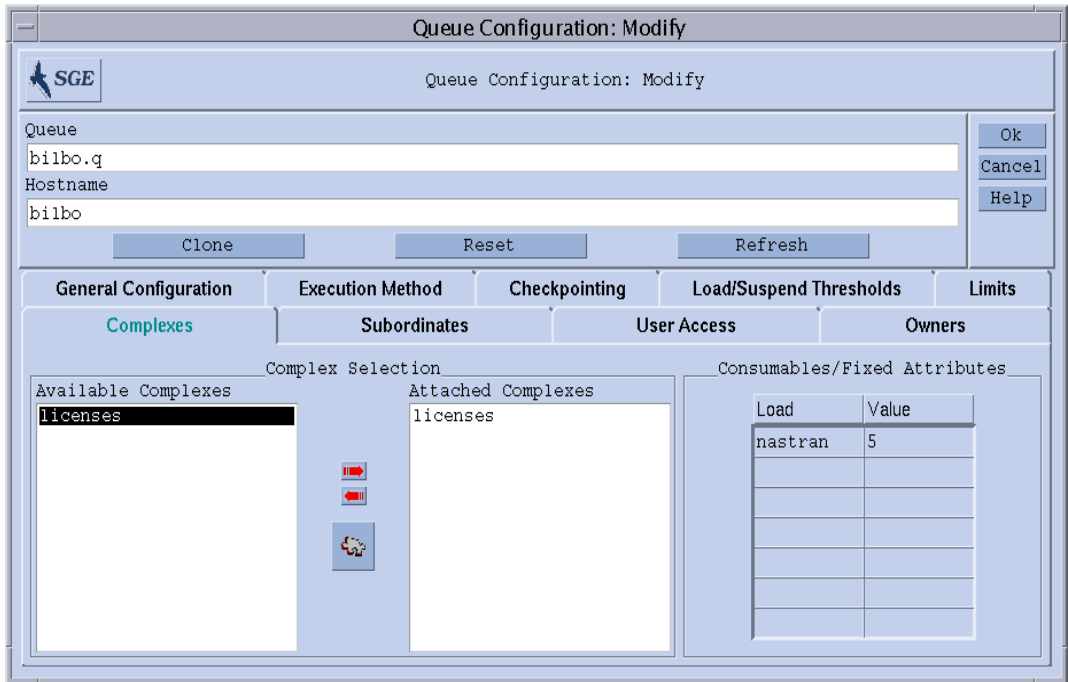 Queue Configuration: Modify
SGE
Queue Configuration: Modify
Queue
bilbo.q
Hostname
bilbo
Ok
Cancel
Help
Clone Reset Refresh
General Configuration Execution Method Checkpointing Load/Suspend Thresholds Limits
Complexes Subordinates User Access Owners
Complex Selection
Available Complexes
licenses
Attached Complexes
licenses
Consumables/Fixed Attributes
Load Value
nastran 5